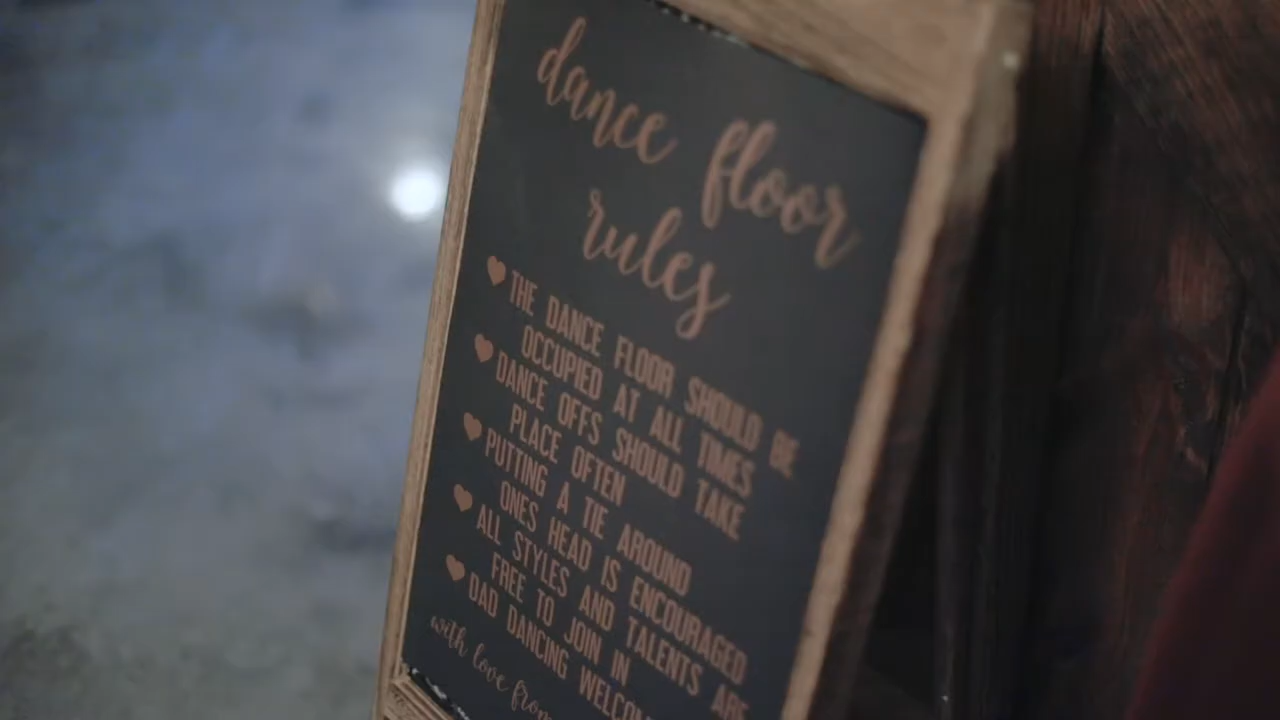 dance floor
rules
THE DANCE FLOOR SHOULD BE
OCCUPIED AT ALL TIMES
DANCE OFFS SHOULD TAKE
PLACE OFTEN
PUTTING A TIE AROUND
ONES HEAD IS ENCOURAGED
ALL STYLES AND TALENTS ARE
FREE TO JOIN IN
DAD DANCING WELCOM
with love from